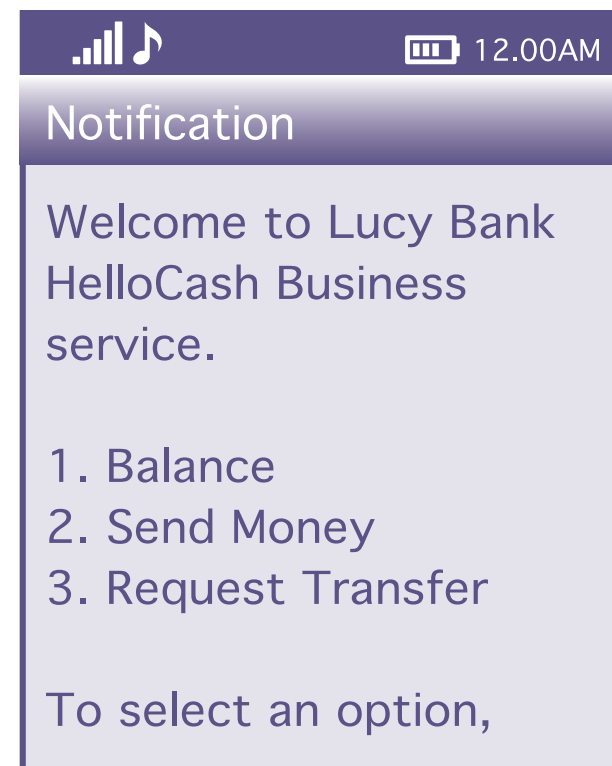 12.00AM
Notification
Welcome to Lucy Bank
HelloCash Business
service.
1. Balance
2. Send Money
3. Request Transfer
To select an option,